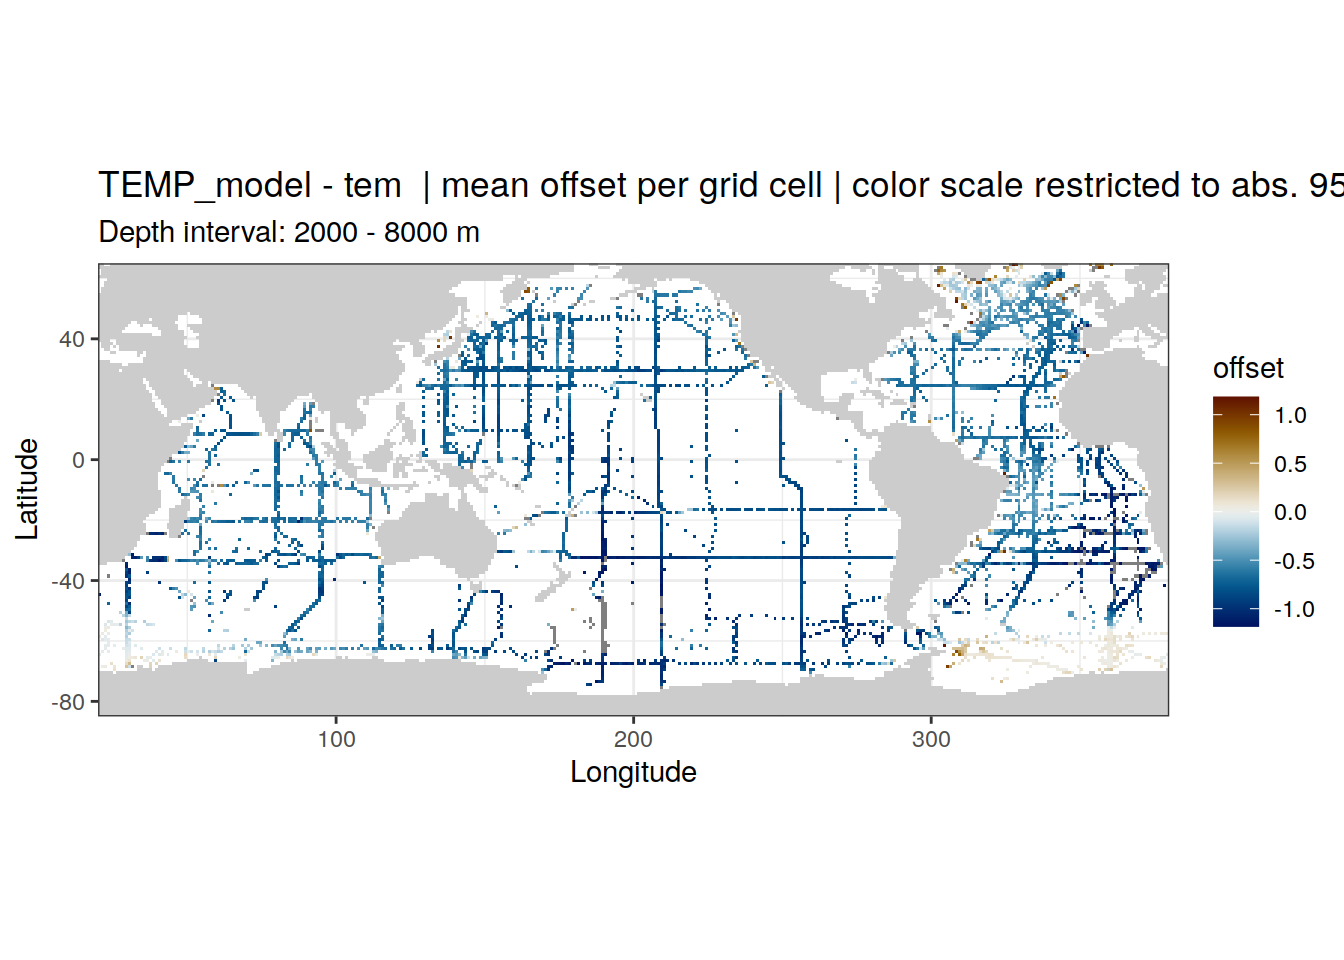 TEMP_model - tem | mean offset per grid cell | color scale restricted to abs. 95
Depth interval: 2000 - 8000 m
40
0
-40
-80
Latitude
100
200
300
Longitude
offset
1.0
0.5
0.0
-0.5
-1.0